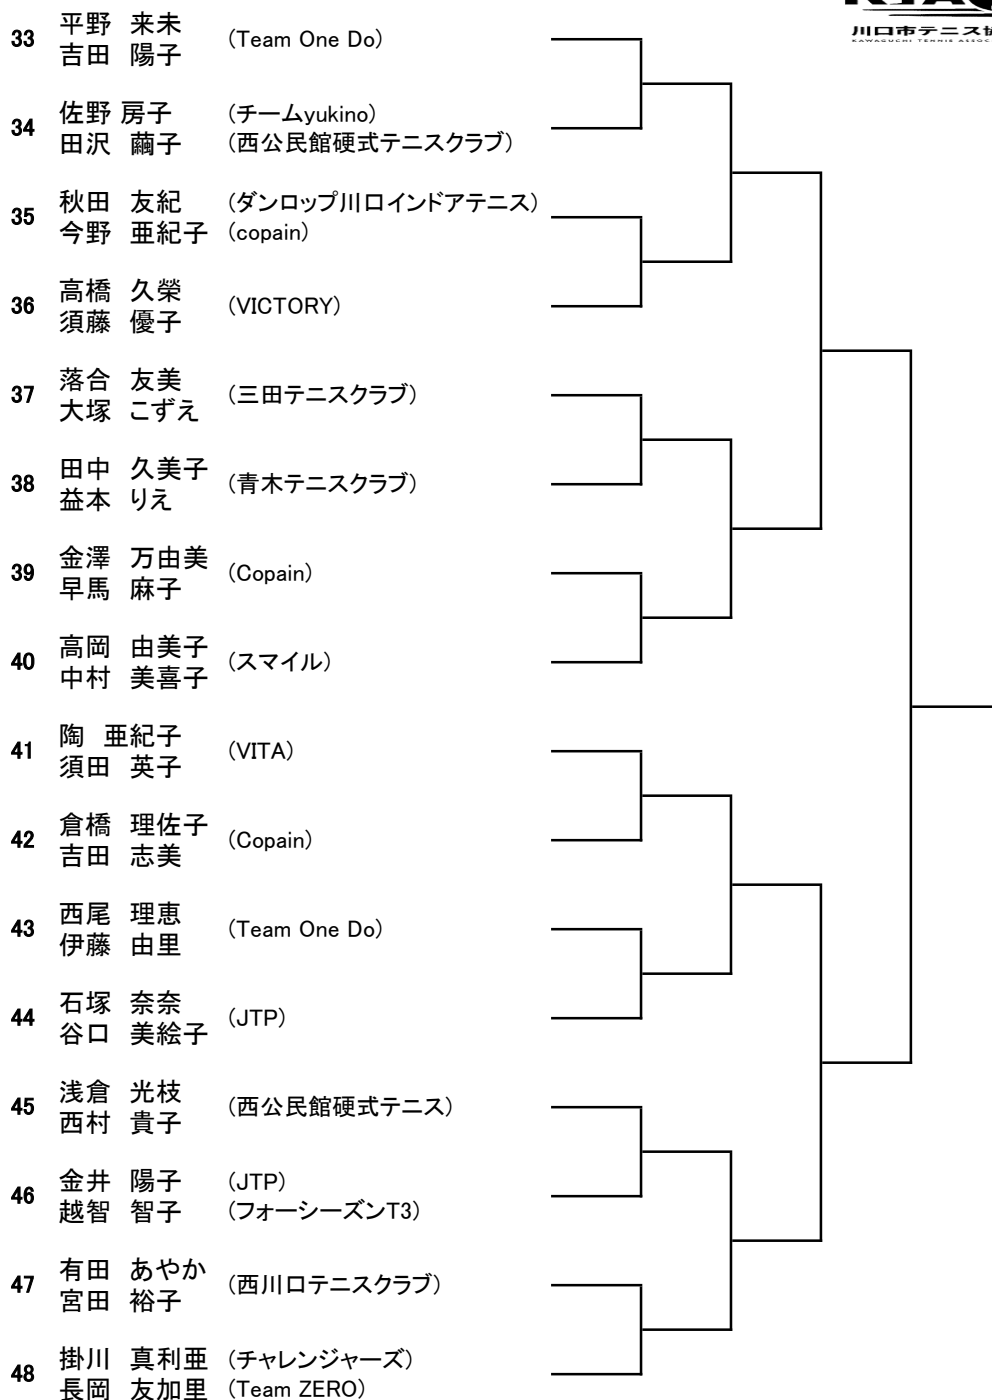 川口市テニス協
33 平野 来未 (Team One Do)
吉田 陽子
34 佐野 房子 (チームyukino)
田沢 繭子 (西公民館硬式テニスクラブ)
35 秋田 友紀 (ダンロップ川口インドアテニス)
今野 亜紀子 (copain)
36 高橋 久榮 (VICTORY)
須藤 優子
37 落合 友美 (三田テニスクラブ)
大塚 こずえ
38 田中 久美子 (青木テニスクラブ)
益本 りえ
39 金澤 万由美 (Copain)
早馬 麻子
40 高岡 由美子 (スマイル)
中村 美喜子
41 陶 亜紀子 (VITA)
須田 英子
42 倉橋 理佐子 (Copain)
吉田 志美
43 西尾 理恵 (Team One Do)
伊藤 由里
44 石塚 奈奈 (JTP)
谷口 美絵子
45 浅倉 光枝 (西公民館硬式テニス)
西村 貴子
46 金井 陽子 (JTP)
越智 智子 (フォーシーズンT3)
47 有田 あやか (西川口テニスクラブ)
宮田 裕子
48 掛川 真利亜 (チャレンジャーズ)
長岡 友加里 (Team ZERO)